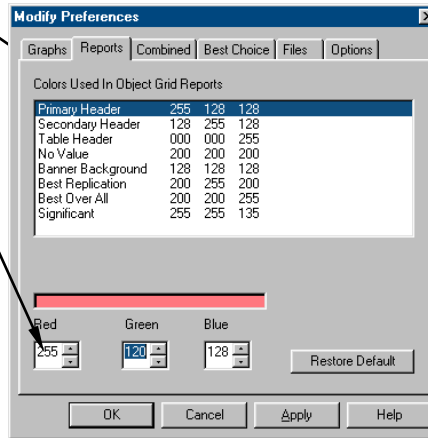 Modify Preferences
Graphs Reports Combined Best Choice Files Options
Colors Used In Object Grid Reports
Primary Header 255 128 128
Secondary Header 128 255 128
Table Header 000 000 255
No Value 200 200 200
Banner Background 128 128 128
Best Replication 200 255 200
Best Over All 200 200 255
Significant 255 255 135
Red Green Blue
255 120 128
Restore Default
OK Cancel Apply Help